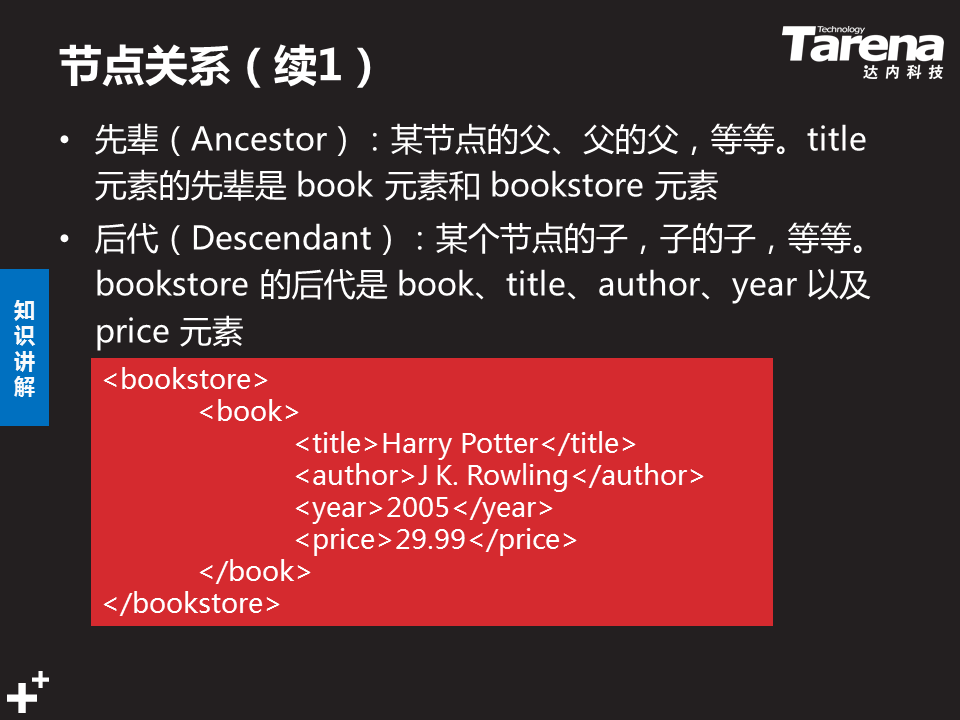 节点关系（续1）
Technology
Tarena
达内科技
• 先辈（Ancestor）：某节点的父、父的父，等等。title
元素的先辈是 book 元素和 bookstore 元素
• 后代（Descendant）：某个节点的子，子的子，等等。
bookstore 的后代是 book、title、author、year 以及
price 元素
知
识
讲
解
<bookstore>
<book>
<title>Harry Potter</title>
<author>J K. Rowling</author>
<year>2005</year>
<price>29.99</price>
</book>
</bookstore>